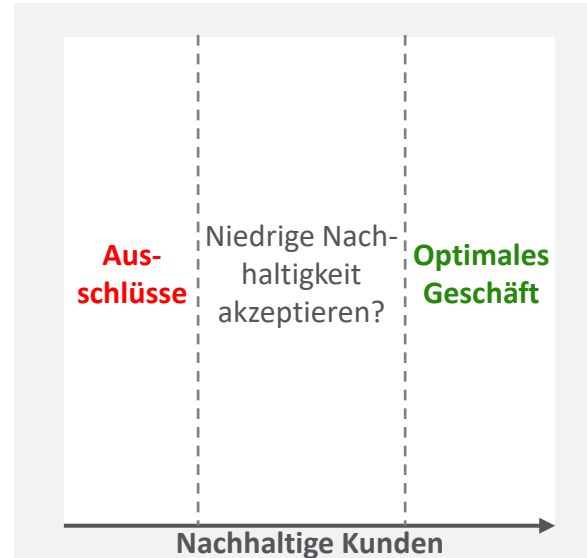 Aus-
schlüsse
Niedrige Nach-
haltigkeit
akzeptieren?
Optimales
Geschäft
Nachhaltige Kunden